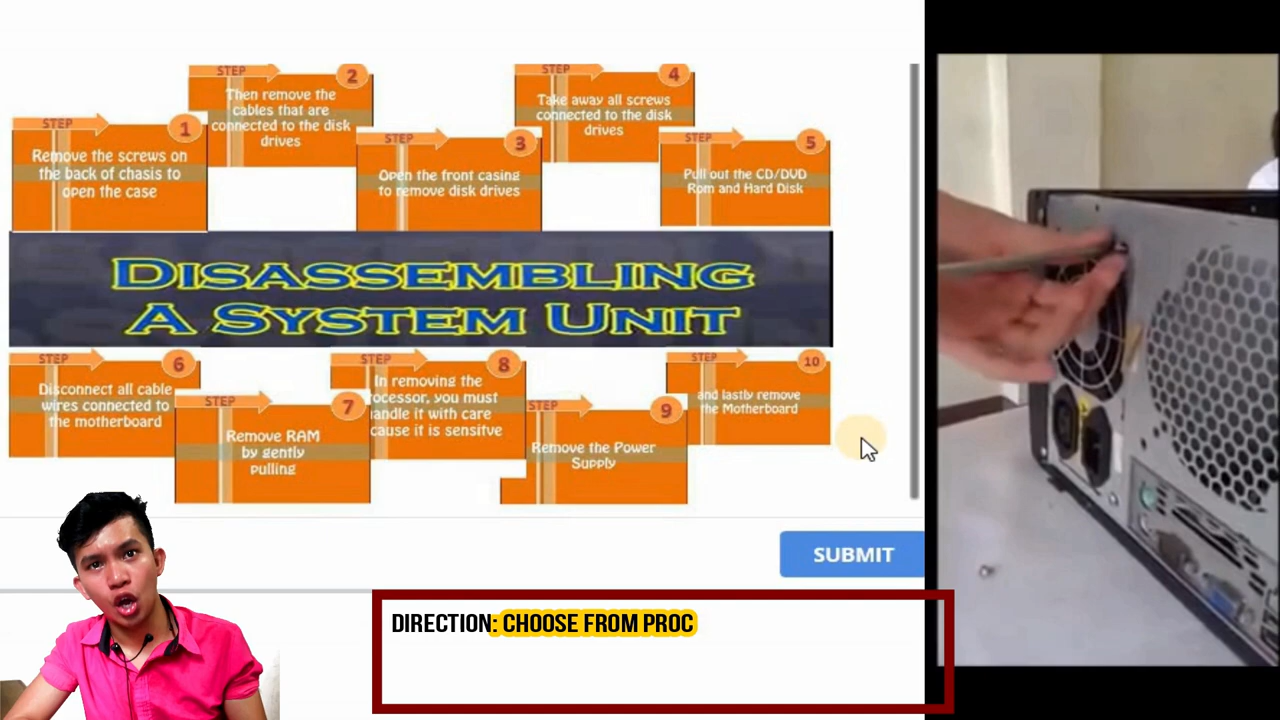 STEP 1
Remove the screws on
the back of chasis to
open the case
STEP 2
Then remove the
cables that are
connected to the disk
drives
STEP 3
Open the front casing
to remove disk drives
STEP 4
Take away all screws
connected to the disk
drives
STEP 5
Pull out the CD/DVD
Rom and Hard Disk
DISASSEMBLING
A SYSTEM UNIT
STEP 6
Disconnect all cable
wires connected to
the motherboard
STEP 7
Remove RAM
by gently
pulling
STEP 8
In removing the
ocessor, you must
andle it with care
cause it is sensitve
STEP 9
Remove the Power
Supply
STEP 10
and lastly remove
the Motherboard
SUBMIT
DIRECTION: CHOOSE FROM PROC